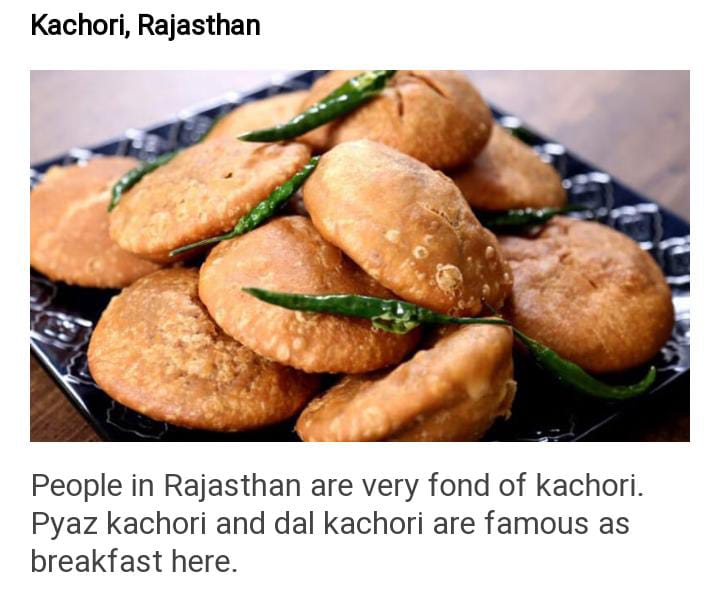 Kachori, Rajasthan
People in Rajasthan are very fond of kachori.
Pyaz kachori and dal kachori are famous as
breakfast here.